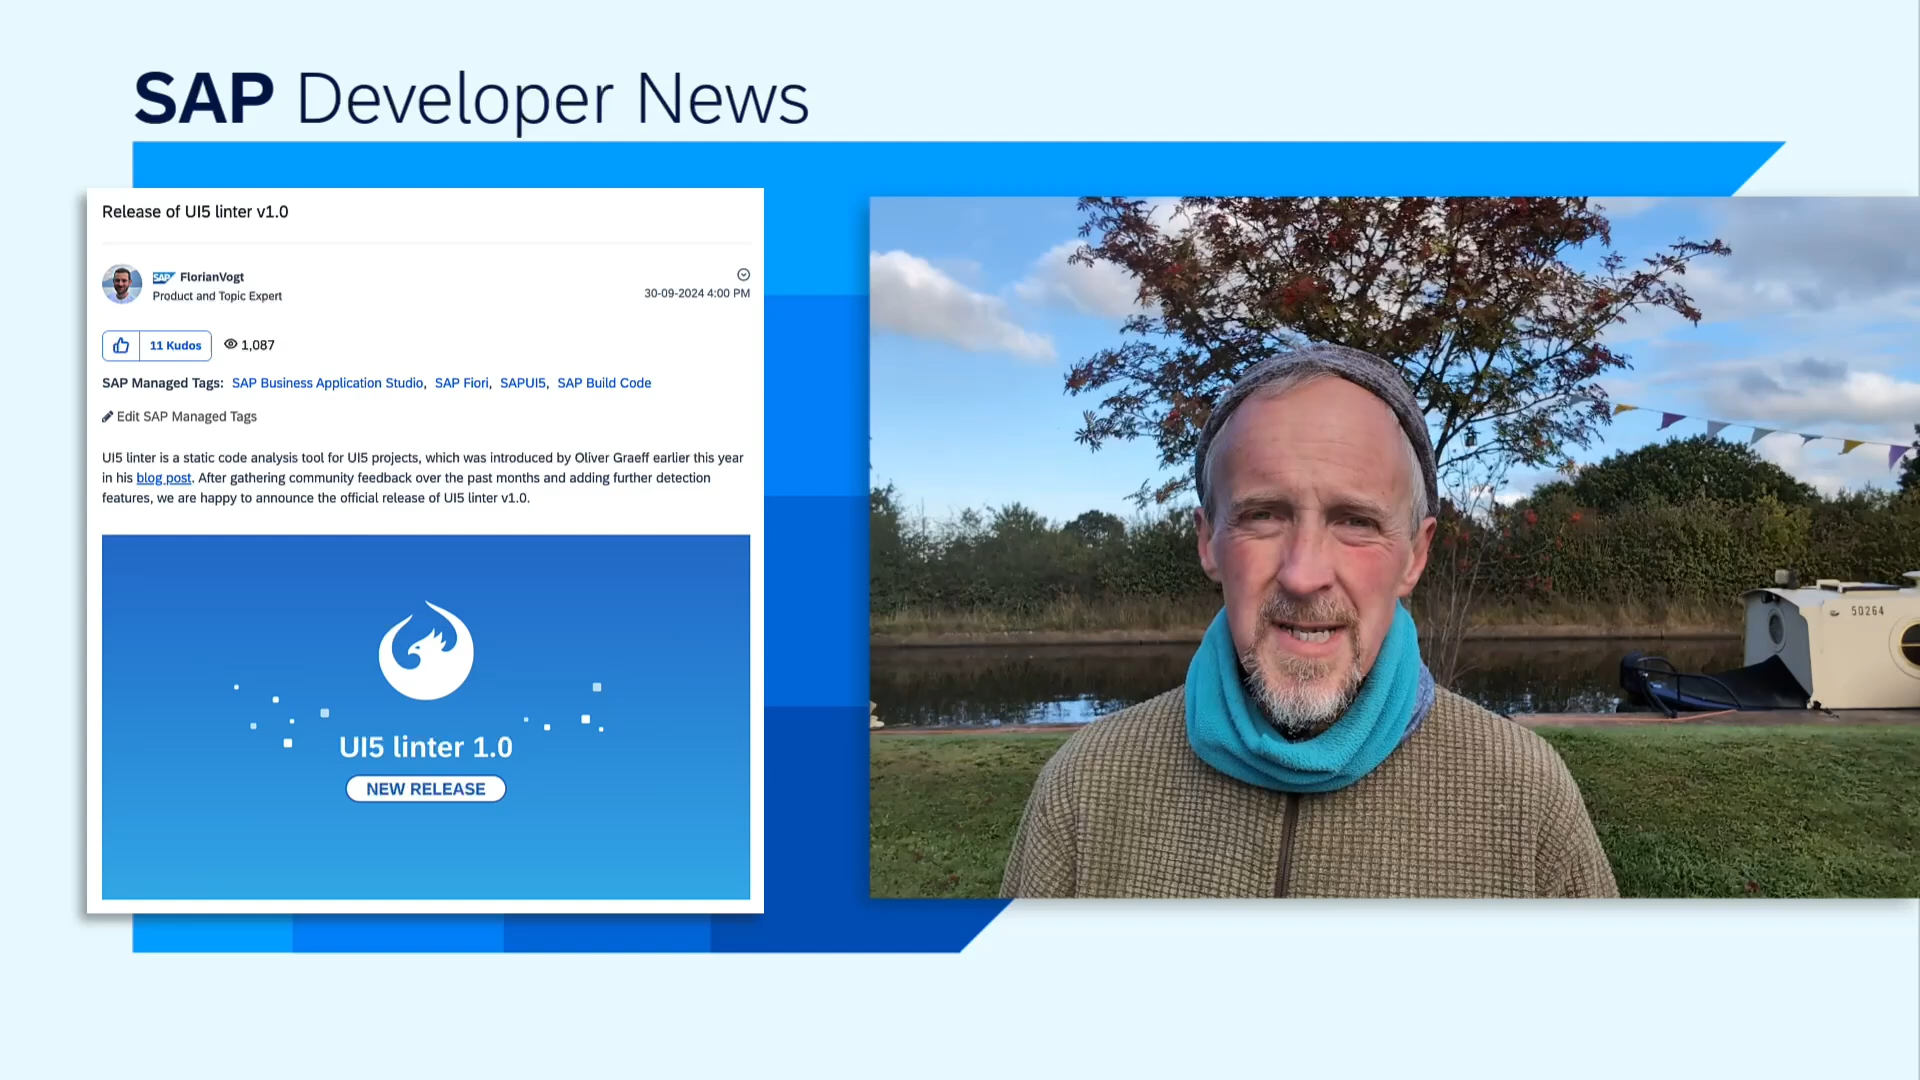 SAP Developer News
Release of UI5 linter v1.0
SAP FlorianVogt
Product and Topic Expert
30-09-2024 4:00 PM
11 Kudos 1,087
SAP Managed Tags: SAP Business Application Studio, SAP Fiori, SAPUI5, SAP Build Code
Edit SAP Managed Tags
UI5 linter is a static code analysis tool for UI5 projects, which was introduced by Oliver Graeff earlier this year
in his blog post. After gathering community feedback over the past months and adding further detection
features, we are happy to announce the official release of UI5 linter v1.0.
UI5 linter 1.0
NEW RELEASE
50264